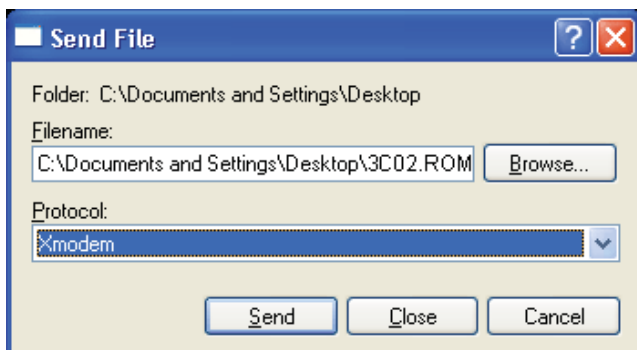 Send File
Folder: C:\Documents and Settings\Desktop
Filename:
C:\Documents and Settings\Desktop\3C02.ROM
Browse...
Protocol:
Xmodem
Send Close Cancel